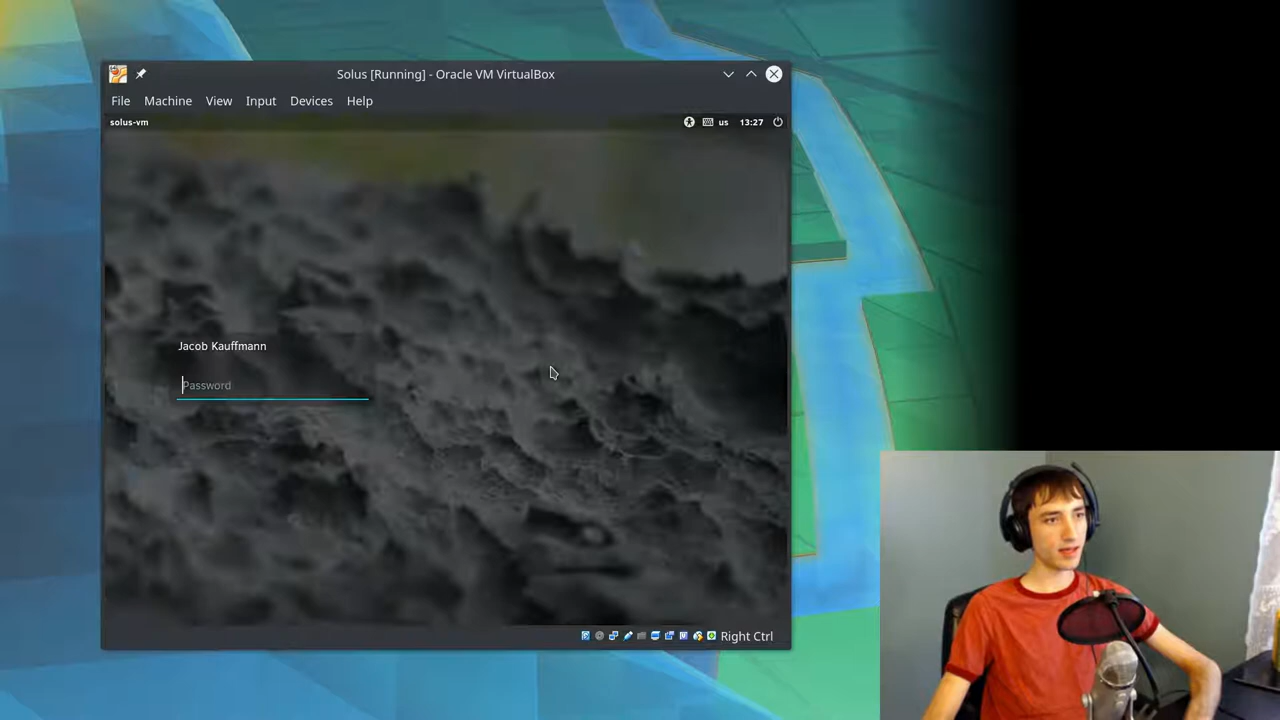 Solus [Running] - Oracle VM VirtualBox
File Machine View Input Devices Help
solus-vm
us 13:27
Jacob Kauffmann
Password
Right Ctrl